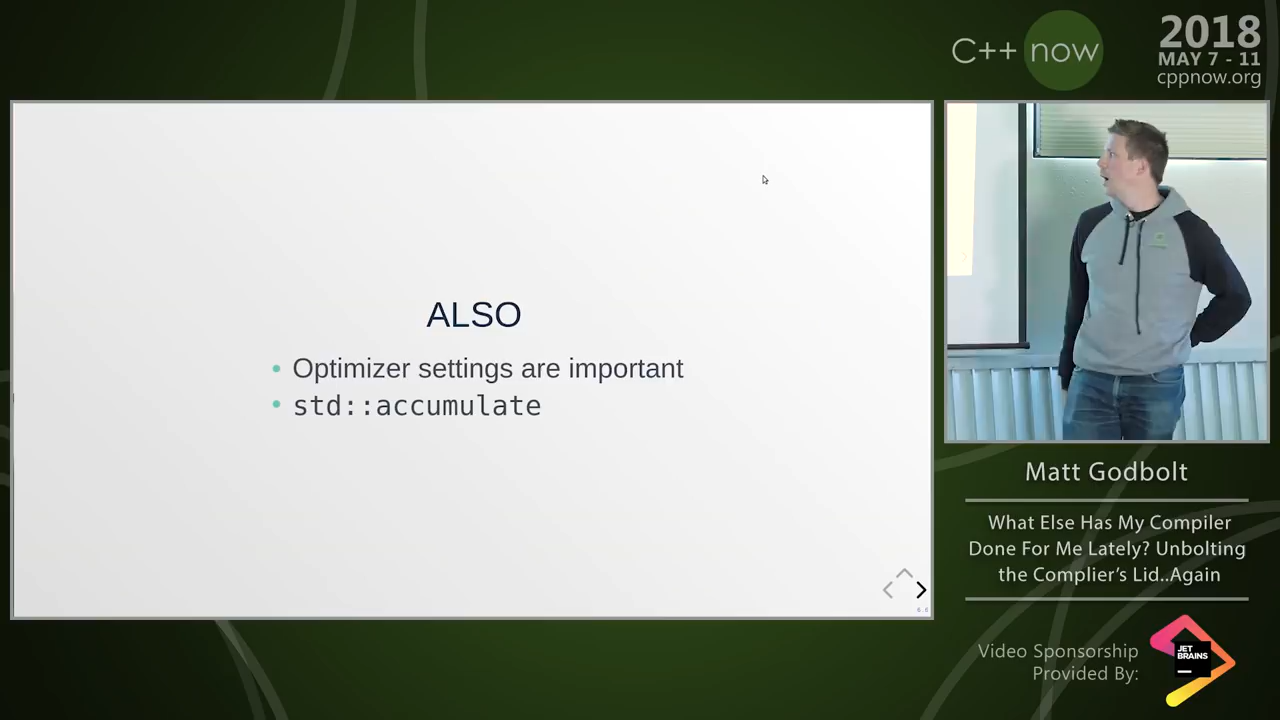 C++ now
2018
MAY 7 - 11
cppnow.org
ALSO
Optimizer settings are important
std::accumulate
Matt Godbolt
What Else Has My Compiler
Done For Me Lately? Unbolting
the Complier's Lid..Again
Video Sponsorship
Provided By:
JET
BRAINS